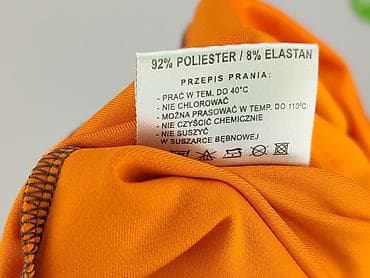 92% POLIESTER / 8% ELASTAN
PRZEPIS PRANIA:
- PRAĆ W TEM. DO 40°C
- NIE CHLOROWAĆ
- MOŻNA PRASOWAĆ W TEMP. DO 110°C
- NIE CZYŚCIĆ CHEMICZNIE
- NIE SUSZYĆ
W SUSZARCE BĘBNOWEJ